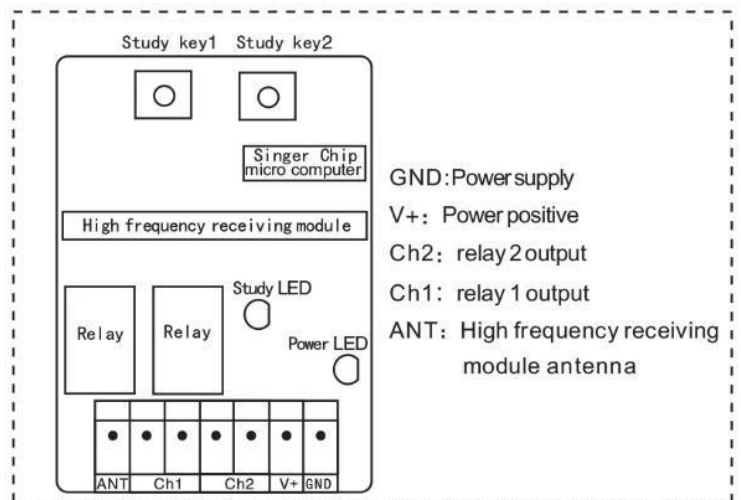 Study key1 Study key2
Singer Chip
micro computer
High frequency receiving module
Study LED
Relay Relay
Power LED
ANT Ch1 Ch2 V+ GND
GND:Power supply
V+: Power positive
Ch2: relay 2 output
Ch1: relay 1 output
ANT: High frequency receiving
module antenna